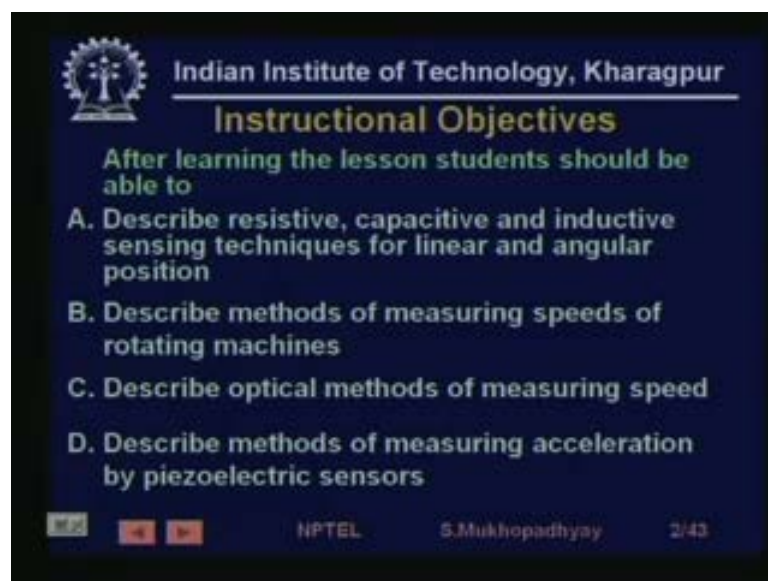 Indian Institute of Technology, Kharagpur
Instructional Objectives
After learning the lesson students should be
able to
A. Describe resistive, capacitive and inductive
sensing techniques for linear and angular
position
B. Describe methods of measuring speeds of
rotating machines
C. Describe optical methods of measuring speed
D. Describe methods of measuring acceleration
by piezoelectric sensors
NPTEL S.Mukhopadhyay 2/43